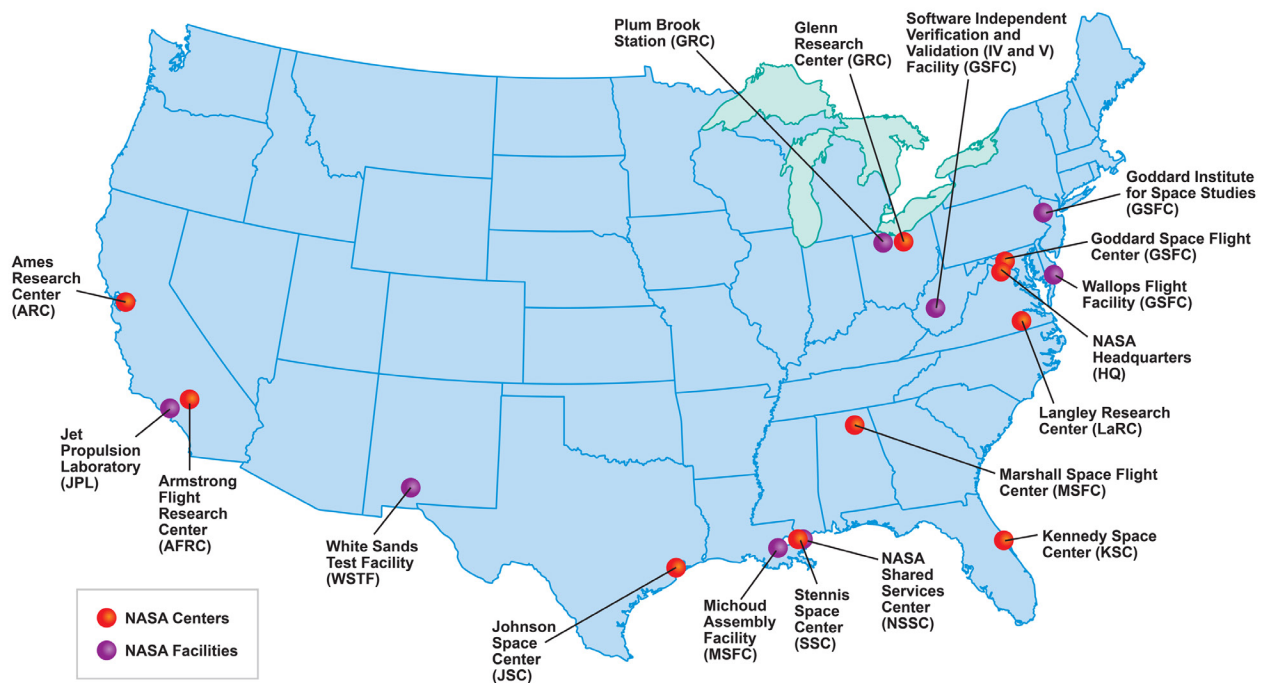 Plum Brook
Station (GRC)
Glenn
Research
Center (GRC)
Software Independent
Verification and
Validation (IV and V)
Facility (GSFC)
Goddard Institute
for Space Studies
(GSFC)
Goddard Space Flight
Center (GSFC)
Wallops Flight
Facility (GSFC)
NASA
Headquarters
(HQ)
Langley Research
Center (LaRC)
Marshall Space Flight
Center (MSFC)
Kennedy Space
Center (KSC)
Ames
Research
Center
(ARC)
Jet
Propulsion
Laboratory
(JPL)
Armstrong
Flight
Research
Center
(AFRC)
White Sands
Test Facility
(WSTF)
Johnson
Space
Center
(JSC)
Michoud
Assembly
Facility
(MSFC)
Stennis
Space
Center
(SSC)
NASA
Shared
Services
Center
(NSSC)
NASA Centers
NASA Facilities